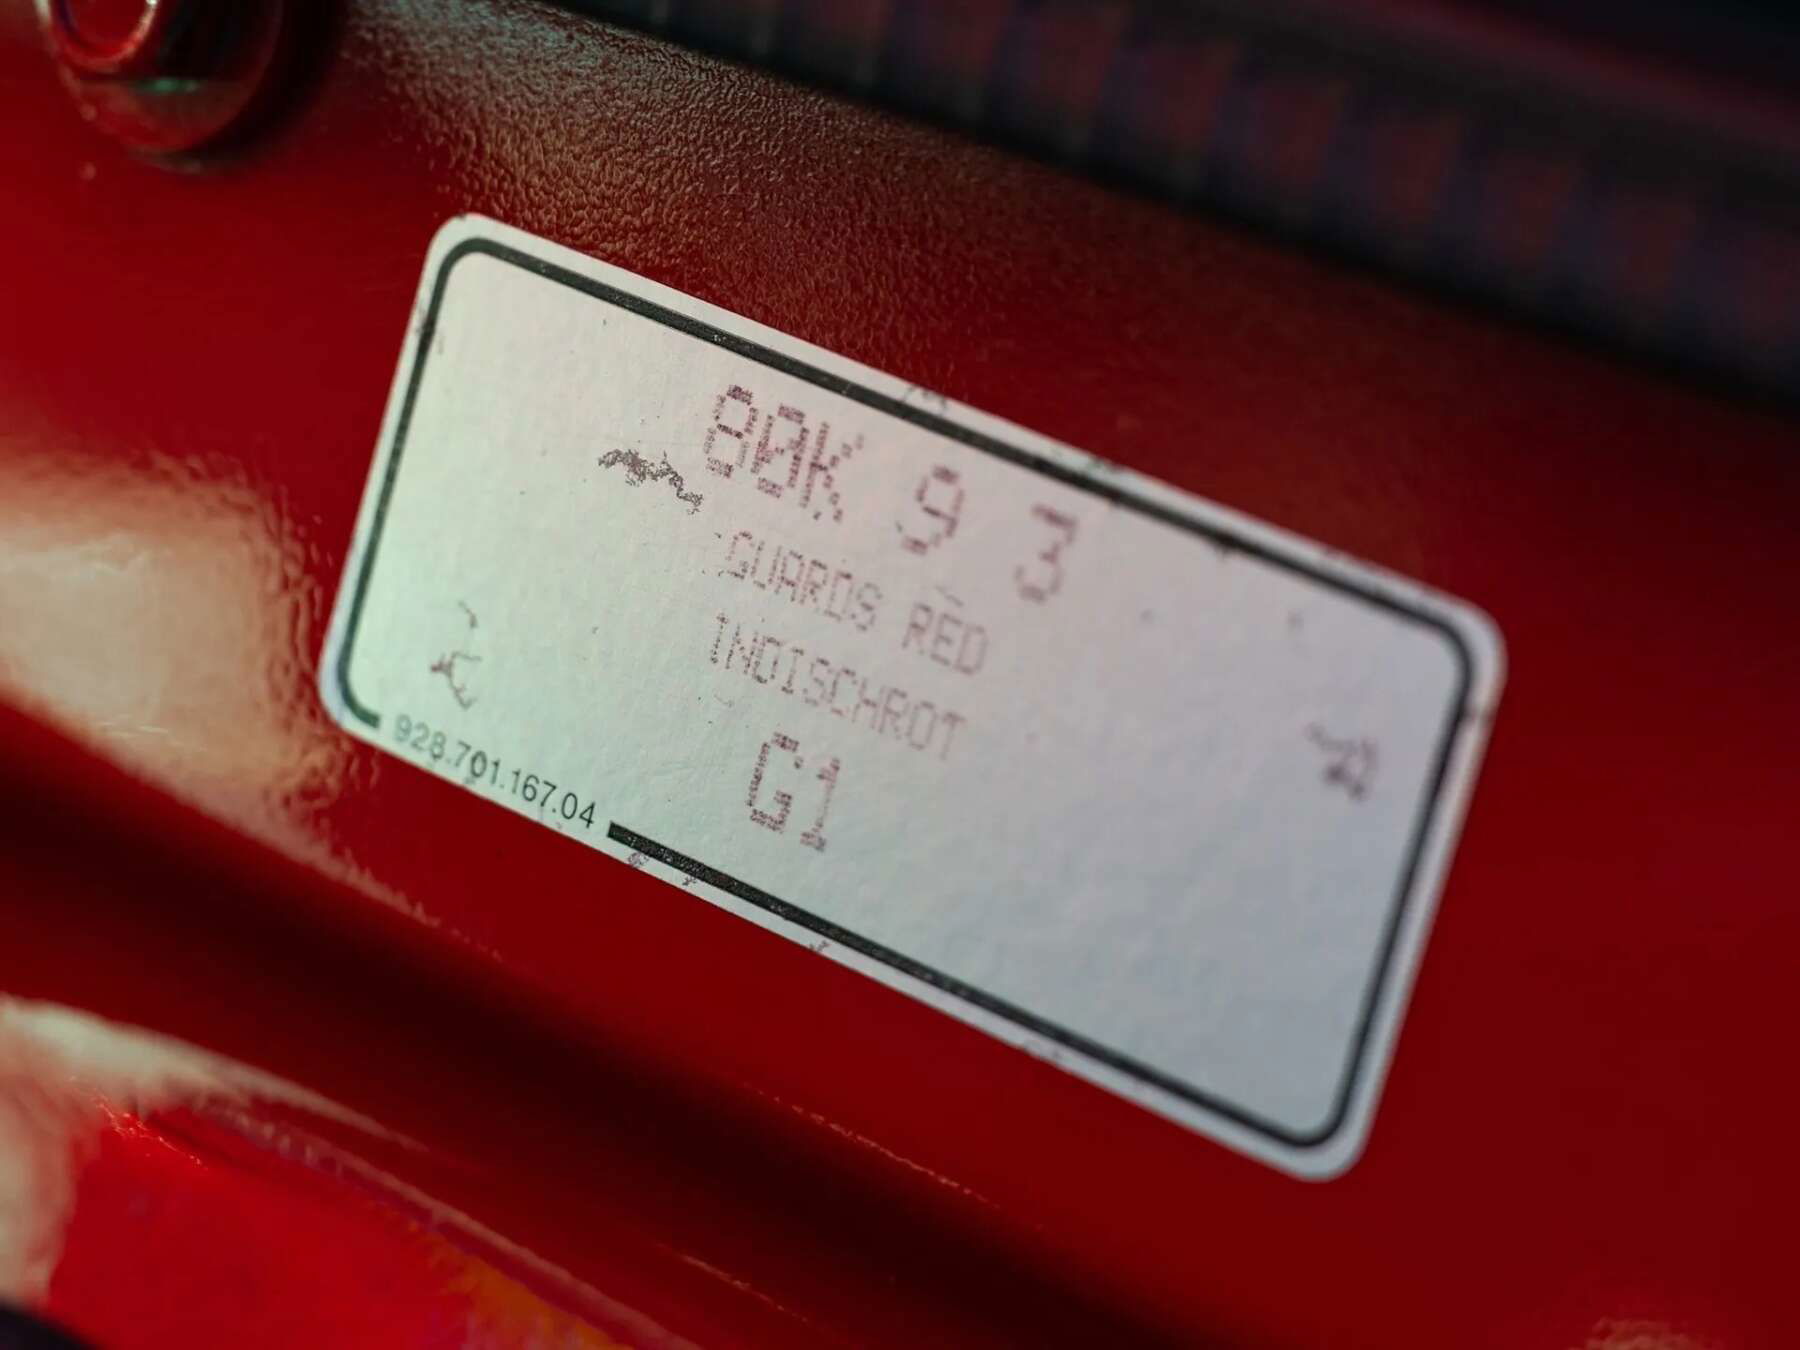 80K 9 3
GUARDS RED
INDISCHROT
G1
928.701.167.04